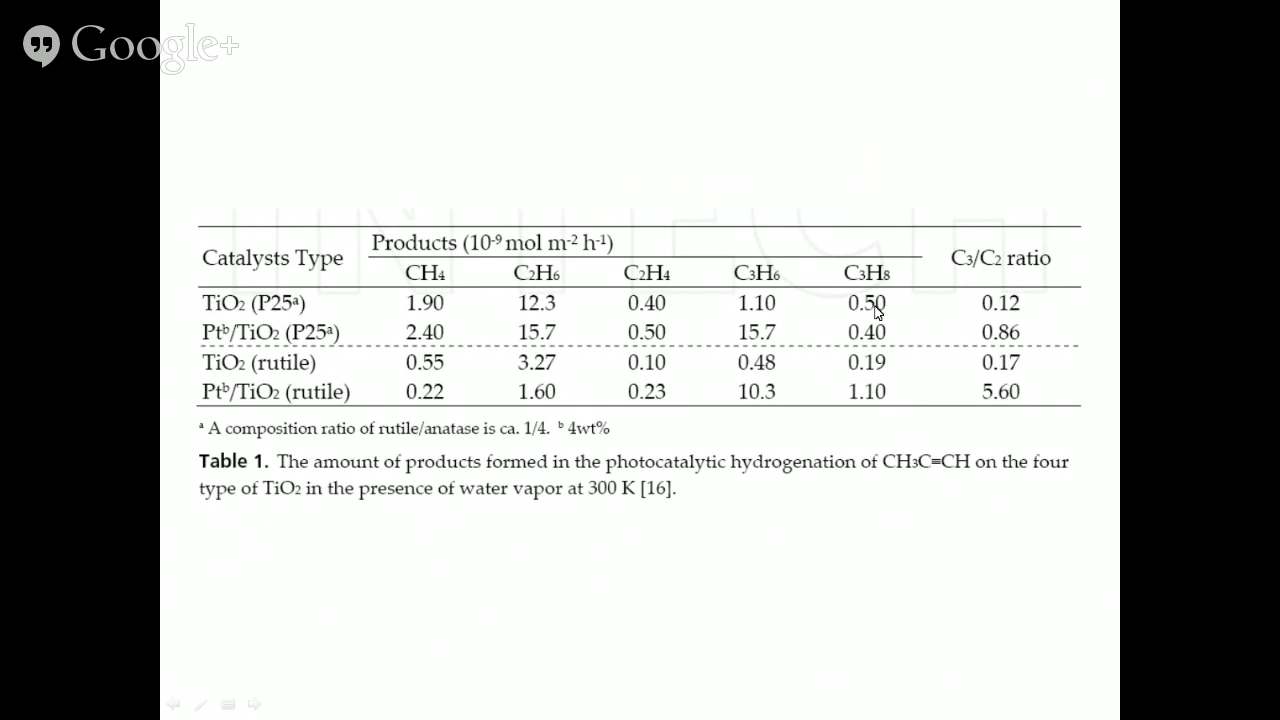 Google+
INTECH
Products (10⁻⁹ mol m⁻² h⁻¹)
Catalysts Type CH₄ C₂H₆ C₂H₄ C₃H₆ C₃H₈ C₃/C₂ ratio
TiO₂ (P25ᵃ) 1.90 12.3 0.40 1.10 0.50 0.12
Ptᵇ/TiO₂ (P25ᵃ) 2.40 15.7 0.50 15.7 0.40 0.86
TiO₂ (rutile) 0.55 3.27 0.10 0.48 0.19 0.17
Ptᵇ/TiO₂ (rutile) 0.22 1.60 0.23 10.3 1.10 5.60
ᵃ A composition ratio of rutile/anatase is ca. 1/4. ᵇ 4wt%
Table 1. The amount of products formed in the photocatalytic hydrogenation of CH₃C≡CH on the four
type of TiO₂ in the presence of water vapor at 300 K [16].